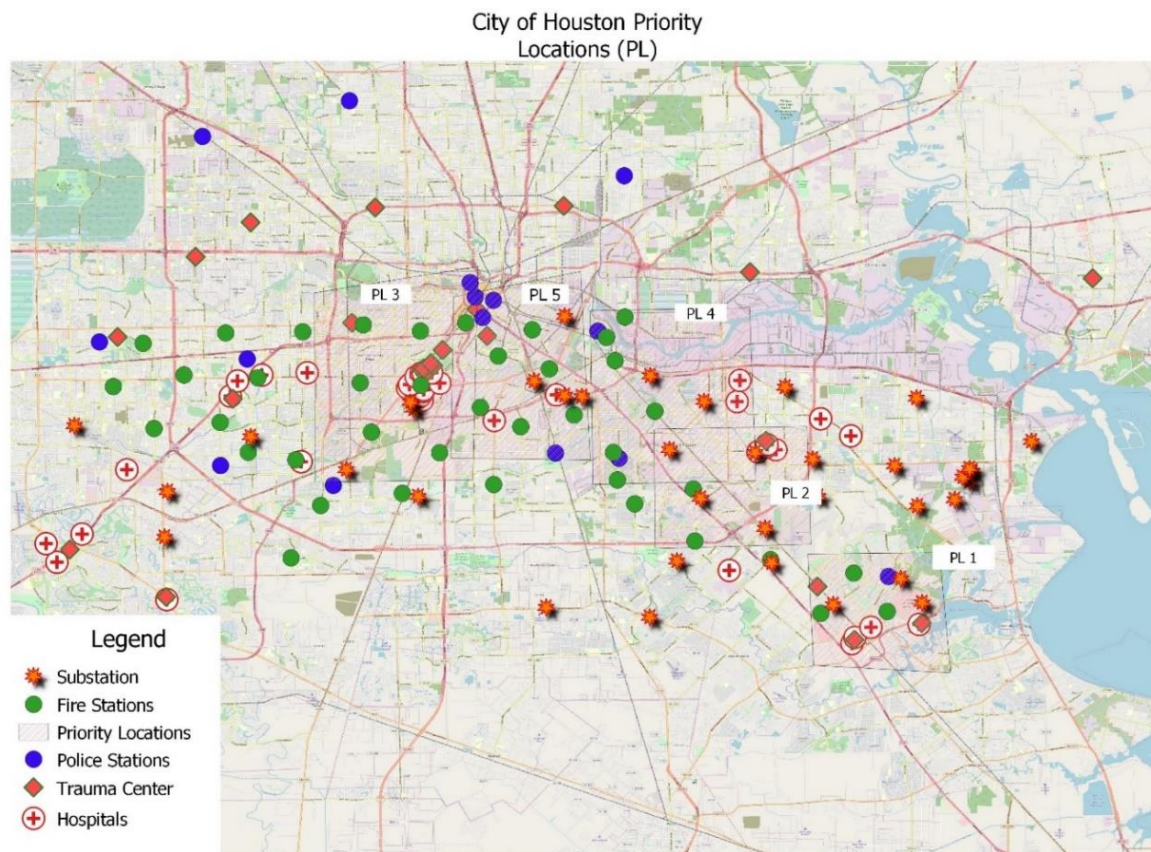 City of Houston Priority
Locations (PL)
PL 3
PL 5
PL 4
PL 2
PL 1
Legend
Substation
Fire Stations
Priority Locations
Police Stations
Trauma Center
Hospitals